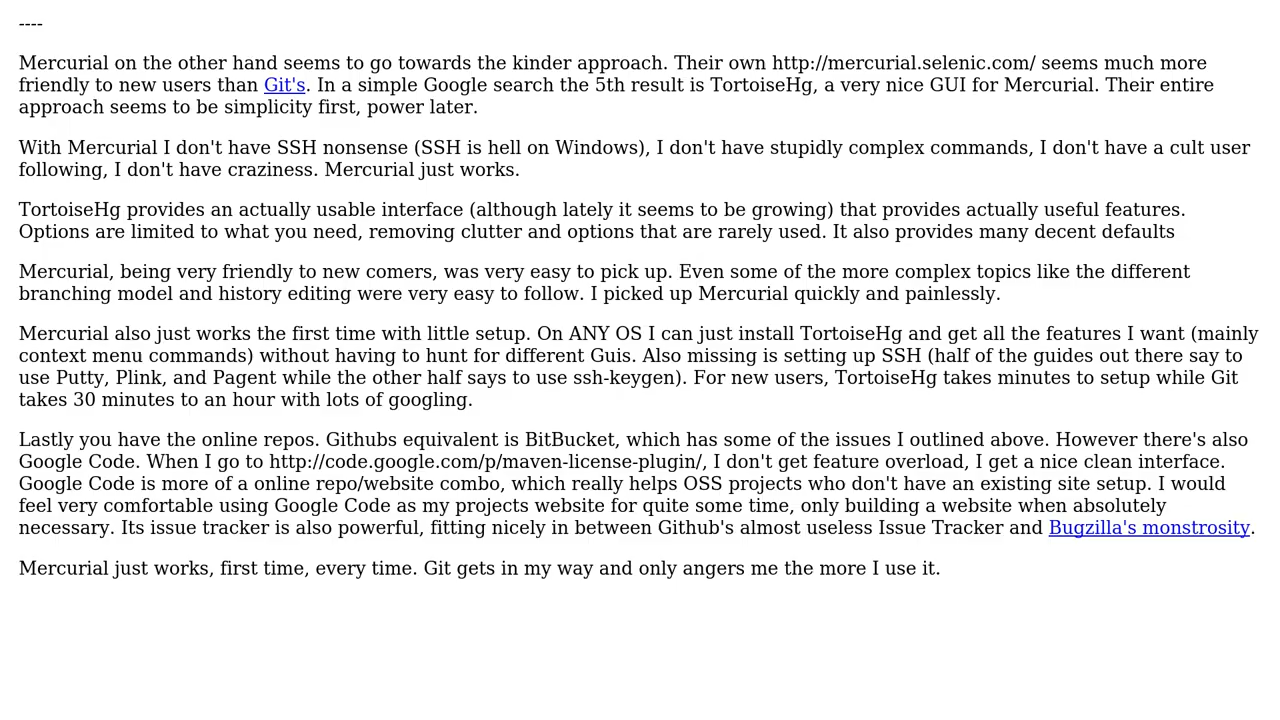 ----
Mercurial on the other hand seems to go towards the kinder approach. Their own http://mercurial.selenic.com/ seems much more
friendly to new users than Git's. In a simple Google search the 5th result is TortoiseHg, a very nice GUI for Mercurial. Their entire
approach seems to be simplicity first, power later.
With Mercurial I don't have SSH nonsense (SSH is hell on Windows), I don't have stupidly complex commands, I don't have a cult user
following, I don't have craziness. Mercurial just works.
TortoiseHg provides an actually usable interface (although lately it seems to be growing) that provides actually useful features.
Options are limited to what you need, removing clutter and options that are rarely used. It also provides many decent defaults
Mercurial, being very friendly to new comers, was very easy to pick up. Even some of the more complex topics like the different
branching model and history editing were very easy to follow. I picked up Mercurial quickly and painlessly.
Mercurial also just works the first time with little setup. On ANY OS I can just install TortoiseHg and get all the features I want (mainly
context menu commands) without having to hunt for different Guis. Also missing is setting up SSH (half of the guides out there say to
use Putty, Plink, and Pagent while the other half says to use ssh-keygen). For new users, TortoiseHg takes minutes to setup while Git
takes 30 minutes to an hour with lots of googling.
Lastly you have the online repos. Githubs equivalent is BitBucket, which has some of the issues I outlined above. However there's also
Google Code. When I go to http://code.google.com/p/maven-license-plugin/, I don't get feature overload, I get a nice clean interface.
Google Code is more of a online repo/website combo, which really helps OSS projects who don't have an existing site setup. I would
feel very comfortable using Google Code as my projects website for quite some time, only building a website when absolutely
necessary. Its issue tracker is also powerful, fitting nicely in between Github's almost useless Issue Tracker and Bugzilla's monstrosity.
Mercurial just works, first time, every time. Git gets in my way and only angers me the more I use it.